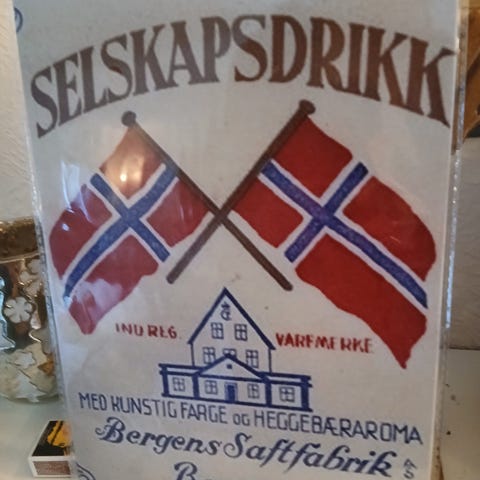 SELSKAPSDRIKK
INDREG. VAREMERKE
MED KUNSTIG FARGE OG HEGGEBÆRAROMA
Bergens Saftfabrik A/S